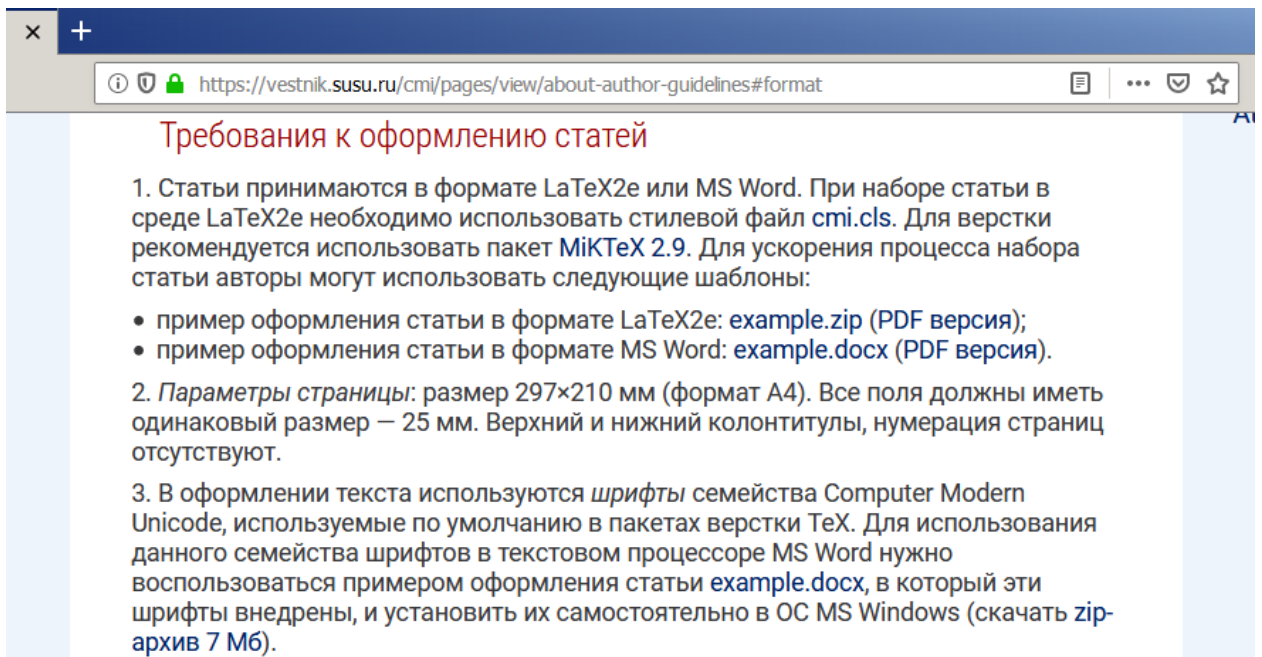 https://vestnik.susu.ru/cmi/pages/view/about-author-guidelines#format
Требования к оформлению статей
1. Статьи принимаются в формате LaTeX2e или MS Word. При наборе статьи в
среде LaTeX2e необходимо использовать стилевой файл cmi.cls. Для верстки
рекомендуется использовать пакет MiKTeX 2.9. Для ускорения процесса набора
статьи авторы могут использовать следующие шаблоны:
• пример оформления статьи в формате LaTeX2e: example.zip (PDF версия);
• пример оформления статьи в формате MS Word: example.docx (PDF версия).
2. Параметры страницы: размер 297×210 мм (формат А4). Все поля должны иметь
одинаковый размер — 25 мм. Верхний и нижний колонтитулы, нумерация страниц
отсутствуют.
3. В оформлении текста используются шрифты семейства Computer Modern
Unicode, используемые по умолчанию в пакетах верстки TeX. Для использования
данного семейства шрифтов в текстовом процессоре MS Word нужно
воспользоваться примером оформления статьи example.docx, в который эти
шрифты внедрены, и установить их самостоятельно в ОС MS Windows (скачать zip-
архив 7 Мб).